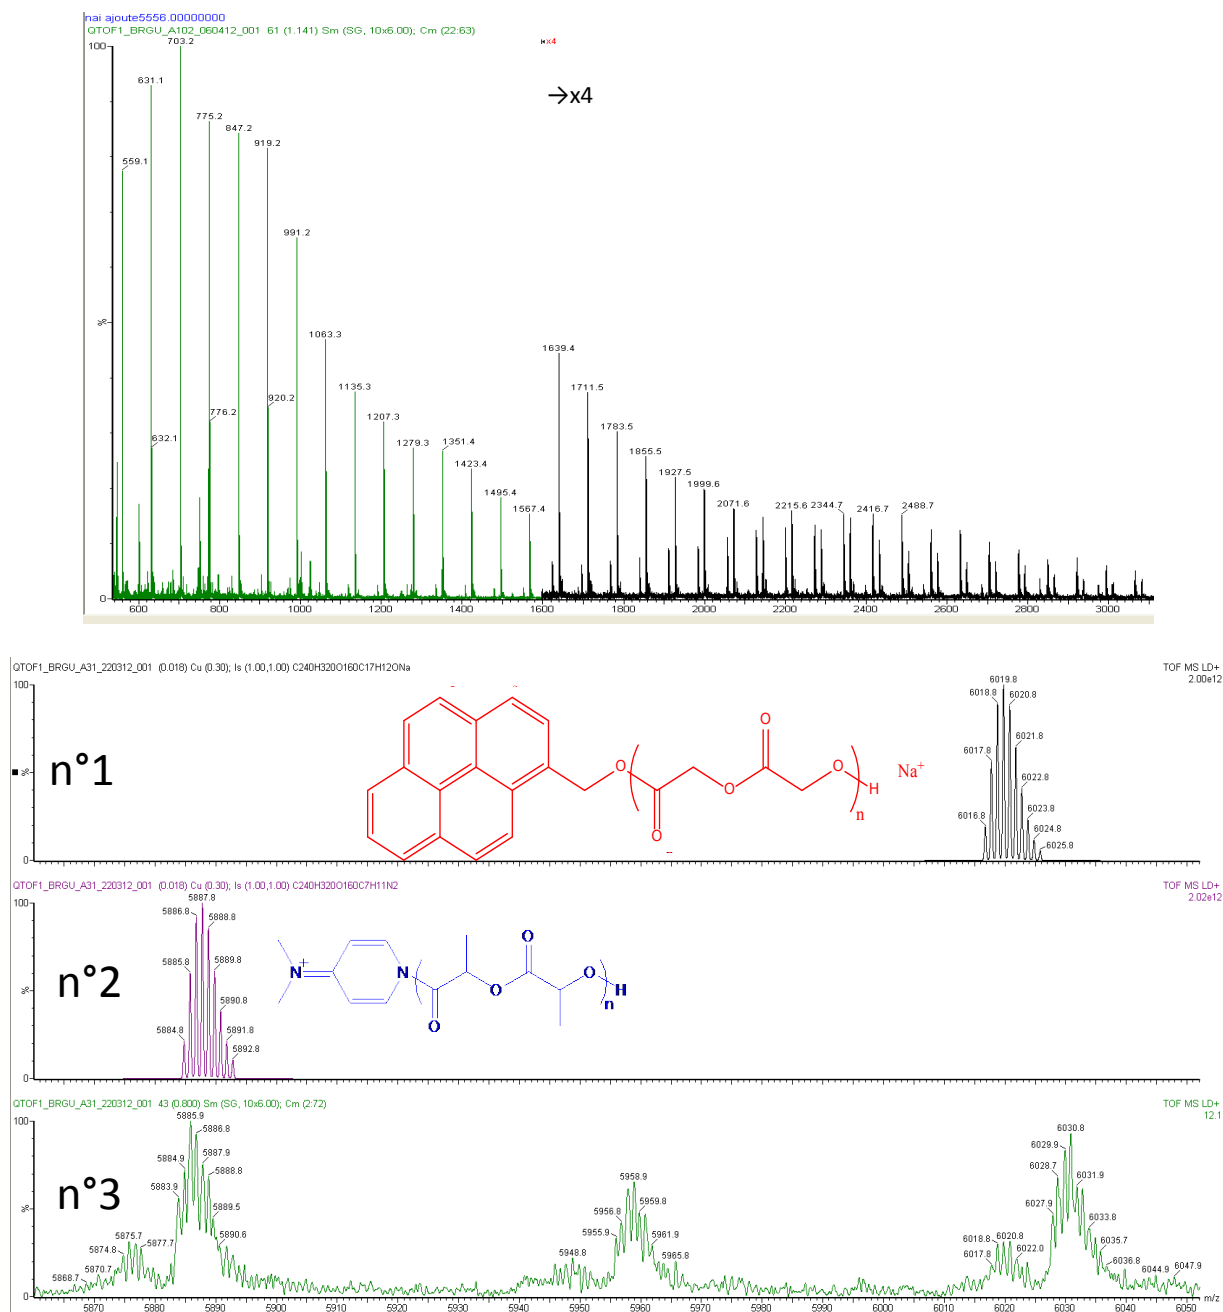 nai ajoute5556.00000000
QTOF1_BRGU_A102_060412_001 61 (1.141) Sm (SG, 10x6.00); Cm (22:63)
100
%
0
x4
→x4
559.1
631.1
632.1
703.2
775.2
776.2
847.2
919.2
920.2
991.2
1063.3
1135.3
1207.3
1279.3
1351.4
1423.4
1495.4
1567.4
1639.4
1711.5
1783.5
1855.5
1927.5
1999.6
2071.6
2215.6
2344.7
2416.7
2488.7
600 800 1000 1200 1400 1600 1800 2000 2200 2400 2600 2800 3000
QTOF1_BRGU_A31_220312_001 (0.018) Cu (0.30); Is (1.00,1.00) C240H320O160C17H12ONa
TOF MS LD+
2.00e12
100
%
0
n°1
O
O
O
O
O
H
n
Na+
6016.8
6017.8
6018.8
6019.8
6020.8
6021.8
6022.8
6023.8
6024.8
6025.8
QTOF1_BRGU_A31_220312_001 (0.018) Cu (0.30); Is (1.00,1.00) C240H320O160C7H11N2
TOF MS LD+
2.02e12
100
%
0
n°2
5884.8
5885.8
5886.8
5887.8
5888.8
5889.8
5890.8
5891.8
5892.8
N+
N
O
O
O
O
H
n
QTOF1_BRGU_A31_220312_001 43 (0.800) Sm (SG, 10x6.00); Cm (2:72)
TOF MS LD+
12.1
100
%
0
n°3
5868.7
5870.7
5874.8
5875.7
5877.7
5883.9
5884.9
5885.9
5886.8
5887.9
5888.8
5889.5
5890.6
5948.8
5955.9
5956.8
5958.9
5959.8
5961.9
5965.8
6017.8
6018.8
6020.8
6022.0
6027.9
6028.7
6029.9
6030.8
6031.9
6033.8
6035.7
6036.8
6044.9
6047.9
5870 5880 5890 5900 5910 5920 5930 5940 5950 5960 5970 5980 5990 6000 6010 6020 6030 6040 6050
m/z